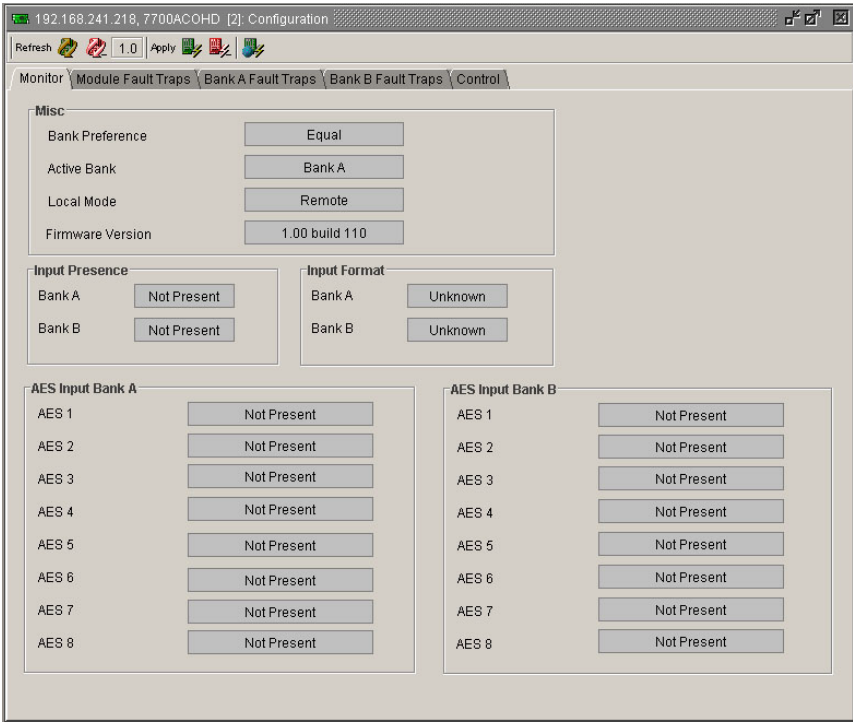 192.168.241.218, 7700ACOHD [2]: Configuration
Refresh 1.0 Apply
Monitor Module Fault Traps Bank A Fault Traps Bank B Fault Traps Control
Misc
Bank Preference Equal
Active Bank Bank A
Local Mode Remote
Firmware Version 1.00 build 110
Input Presence
Bank A Not Present
Bank B Not Present
Input Format
Bank A Unknown
Bank B Unknown
AES Input Bank A
AES 1 Not Present
AES 2 Not Present
AES 3 Not Present
AES 4 Not Present
AES 5 Not Present
AES 6 Not Present
AES 7 Not Present
AES 8 Not Present
AES Input Bank B
AES 1 Not Present
AES 2 Not Present
AES 3 Not Present
AES 4 Not Present
AES 5 Not Present
AES 6 Not Present
AES 7 Not Present
AES 8 Not Present